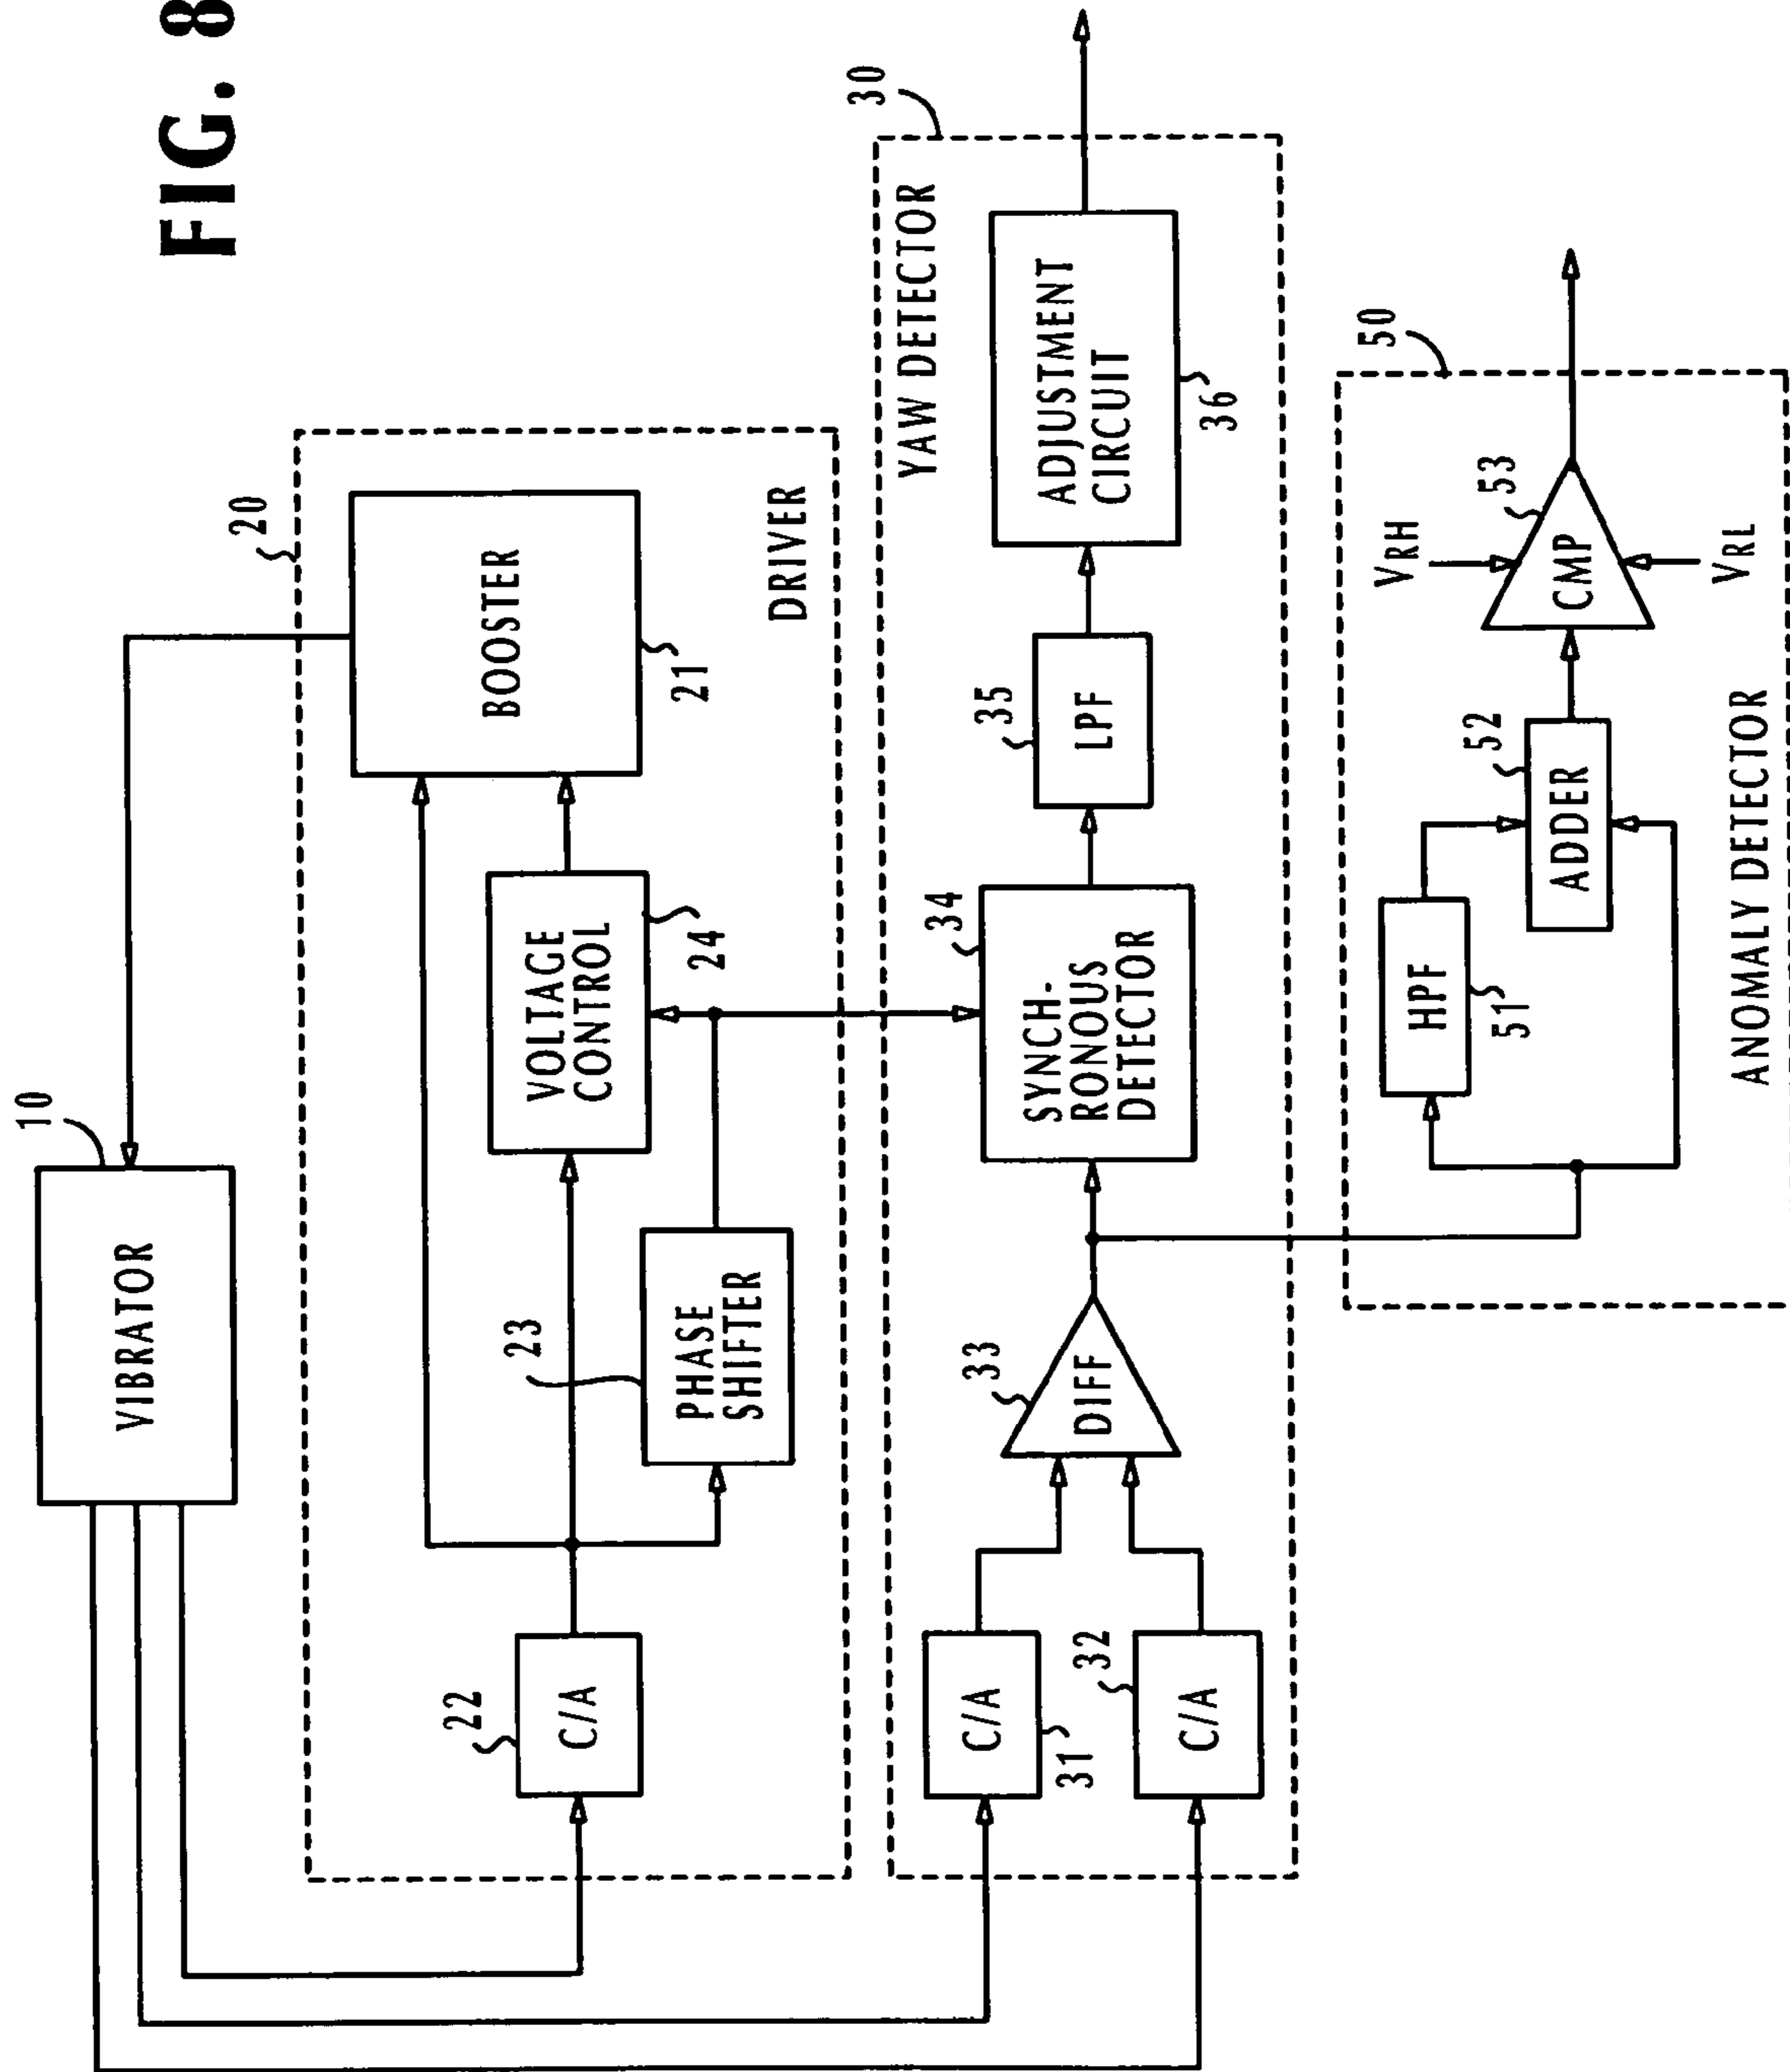 FIG. 8
10
VIBRATOR
20
BOOSTER
21
DRIVER
VOLTAGE
CONTROL
24
23
PHASE
SHIFTER
22
C/A
30
YAW DETECTOR
ADJUSTMENT
CIRCUIT
36
35
LPF
34
SYNCH-
RONOUS
DETECTOR
33
DIFF
C/A
31
32
C/A
50
VRH
53
CMP
VRL
52
ADDER
HPF
51
ANOMALY DETECTOR